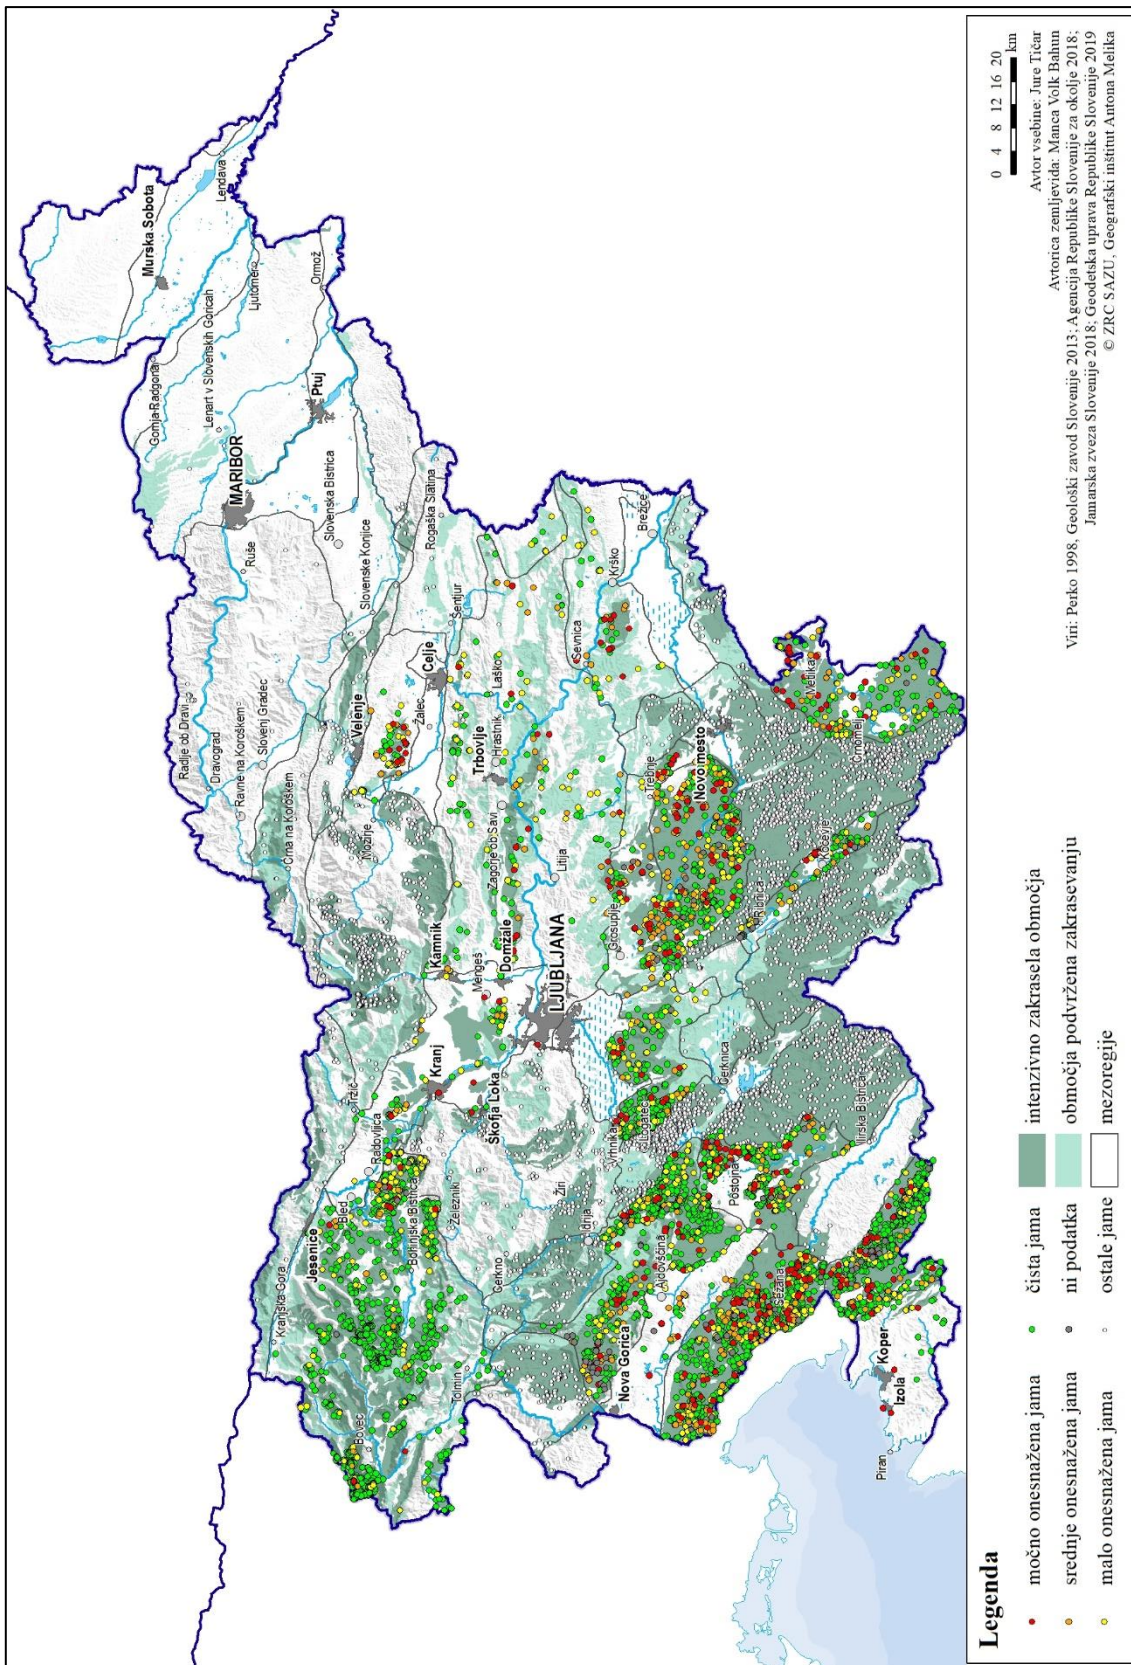 Kranjska Gora
Jesenice
Bled
Radovljica
Tržič
Bovec
Bohinjska Bistrica
Tolmin
Železniki
Cerkno
Žiri
Idrija
Škofja Loka
Kranj
Kamnik
Mengeš
Domžale
LJUBLJANA
Litija
Zagorje ob Savi
Trbovlje
Hrastnik
Laško
Celje
Žalec
Šentjur
Velenje
Mozirje
Črna na Koroškem
Ravne na Koroškem
Slovenj Gradec
Dravograd
Radlje ob Dravi
Ruše
MARIBOR
Slovenska Bistrica
Slovenske Konjice
Rogaška Slatina
Ptuj
Ormož
Lenart v Slovenskih Goricah
Gornja Radgona
Ljutomer
Murska Sobota
Lendava
Sevnica
Krško
Brežice
Trebnje
Novo mesto
Metlika
Črnomelj
Kočevje
Ribnica
Grosuplje
Vrhnika
Logatec
Cerknica
Postojna
Ilirska Bistrica
Ajdovščina
Nova Gorica
Sežana
Koper
Izola
Piran
Legenda
močno onesnažena jama
srednje onesnažena jama
malo onesnažena jama
čista jama
ni podatka
ostale jame
intenzivno zakrasela območja
območja podvržena zakrasevanju
mezoregije
0 4 8 12 16 20
km
Avtor vsebine: Jure Tičar
Avtorica zemljevida: Manca Volk Bahun
Viri: Perko 1998, Geološki zavod Slovenije 2013; Agencija Republike Slovenije za okolje 2018;
Jamarska zveza Slovenije 2018; Geodetska uprava Republike Slovenije 2019
© ZRC SAZU, Geografski inštitut Antona Melika